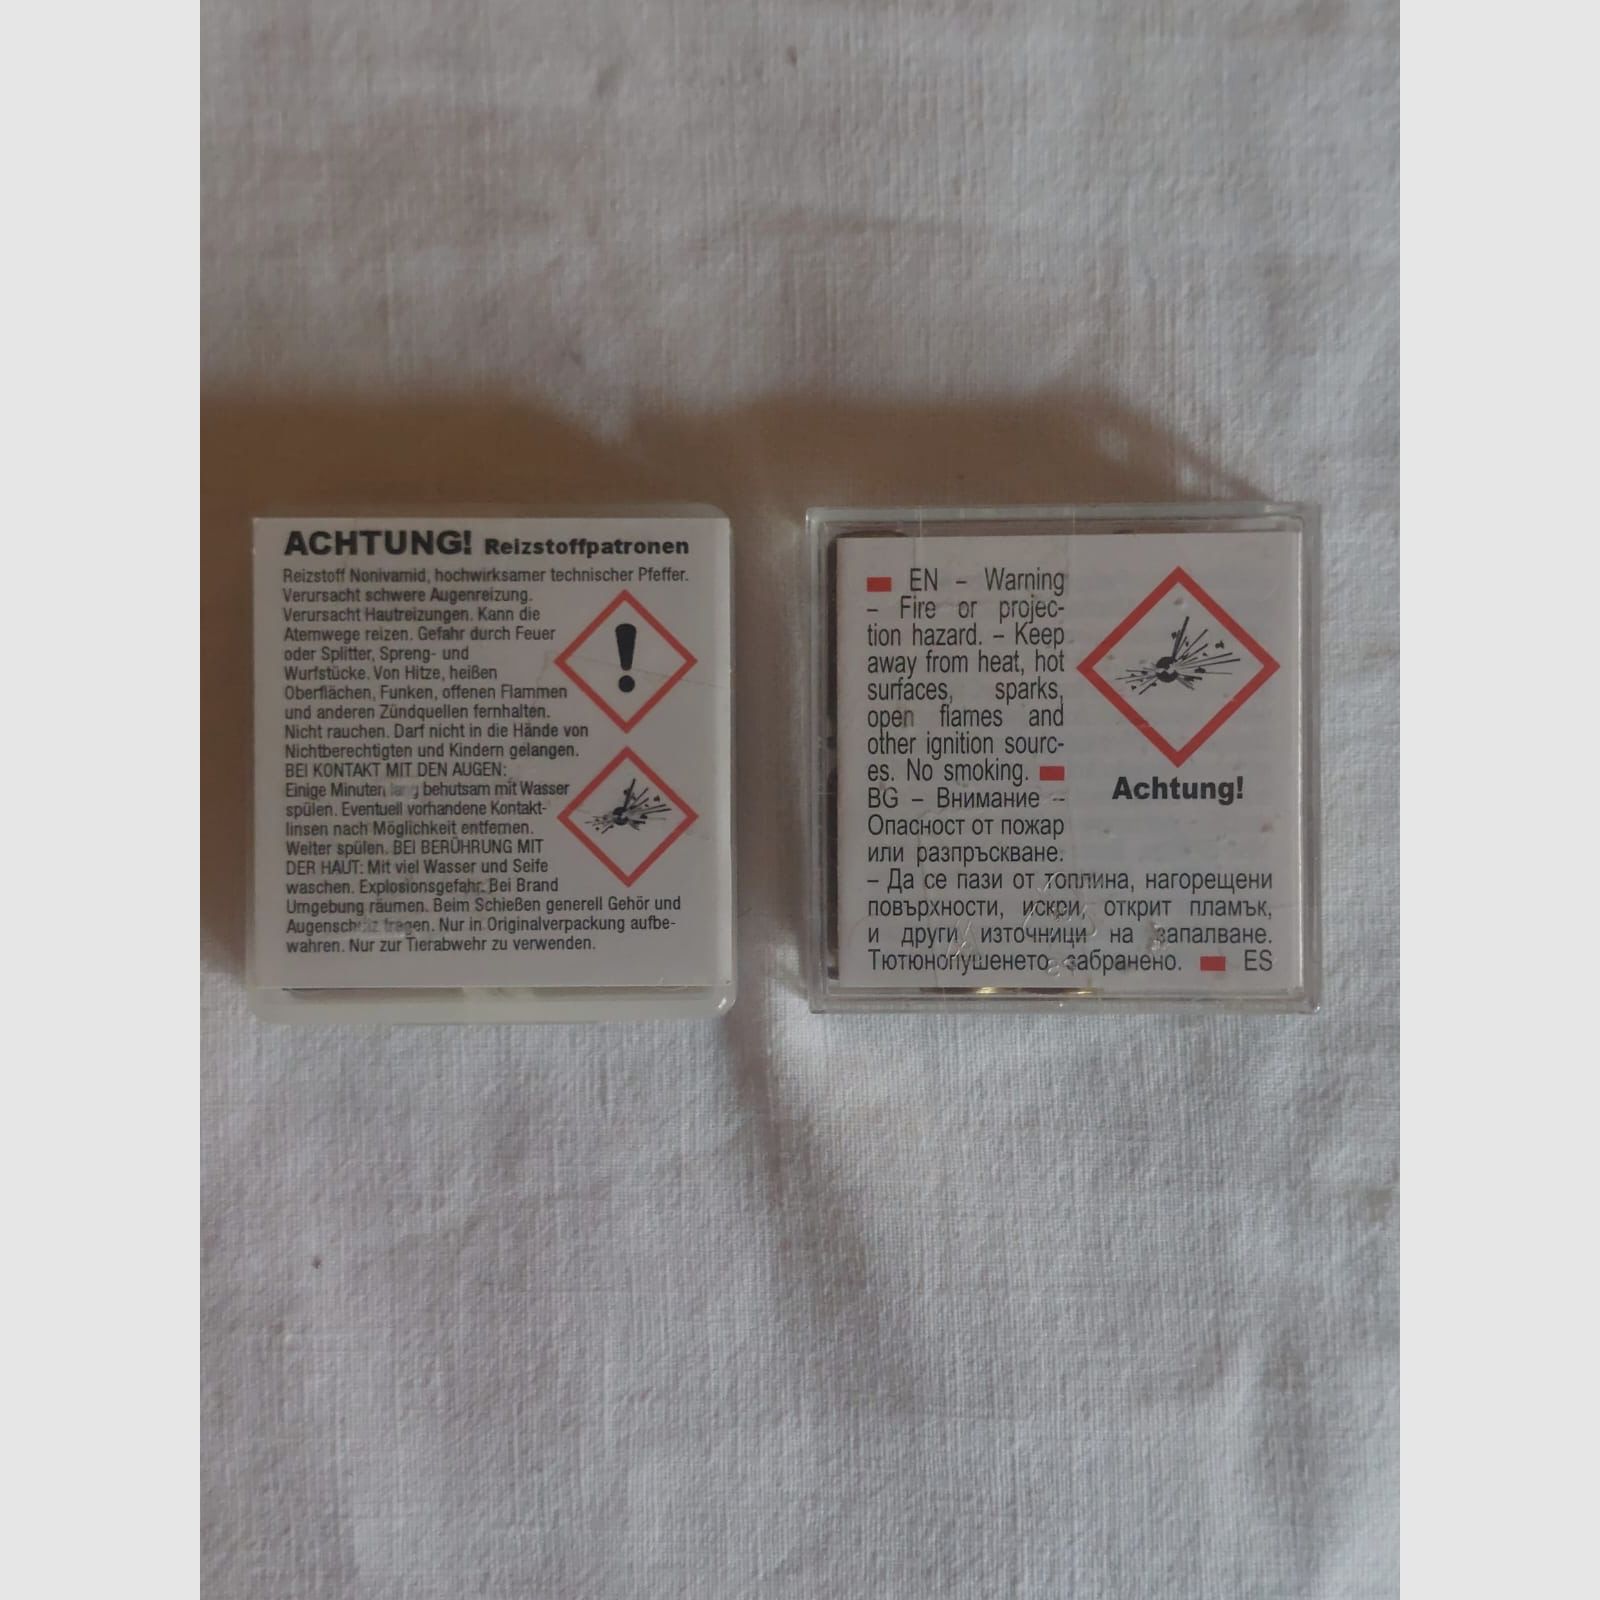 ACHTUNG! Reizstoffpatronen
Reizstoff Nonivamid, hochwirksamer technischer Pfeffer.
Verursacht schwere Augenreizung.
Verursacht Hautreizungen. Kann die
Atemwege reizen. Gefahr durch Feuer
oder Splitter, Spreng- und
Wurfstücke. Von Hitze, heißen
Oberflächen, Funken, offenen Flammen
und anderen Zündquellen fernhalten.
Nicht rauchen. Darf nicht in die Hände von
Nichtberechtigten und Kindern gelangen.
BEI KONTAKT MIT DEN AUGEN:
Einige Minuten lang behutsam mit Wasser
spülen. Eventuell vorhandene Kontakt-
linsen nach Möglichkeit entfernen.
Weiter spülen. BEI BERÜHRUNG MIT
DER HAUT: Mit viel Wasser und Seife
waschen. Explosionsgefahr. Bei Brand
Umgebung räumen. Beim Schießen generell Gehör und
Augenschutz tragen. Nur in Originalverpackung aufbe-
wahren. Nur zur Tierabwehr zu verwenden.
EN – Warning
– Fire or projec-
tion hazard. – Keep
away from heat, hot
surfaces, sparks,
open flames and
other ignition sourc-
es. No smoking.
BG – Внимание –
Опасност от пожар
или разпръскване.
– Да се пази от топлина, нагорещени
повърхности, искри, открит пламък,
и други източници на запалване.
Тютюнопушенето забранено. ES
Achtung!